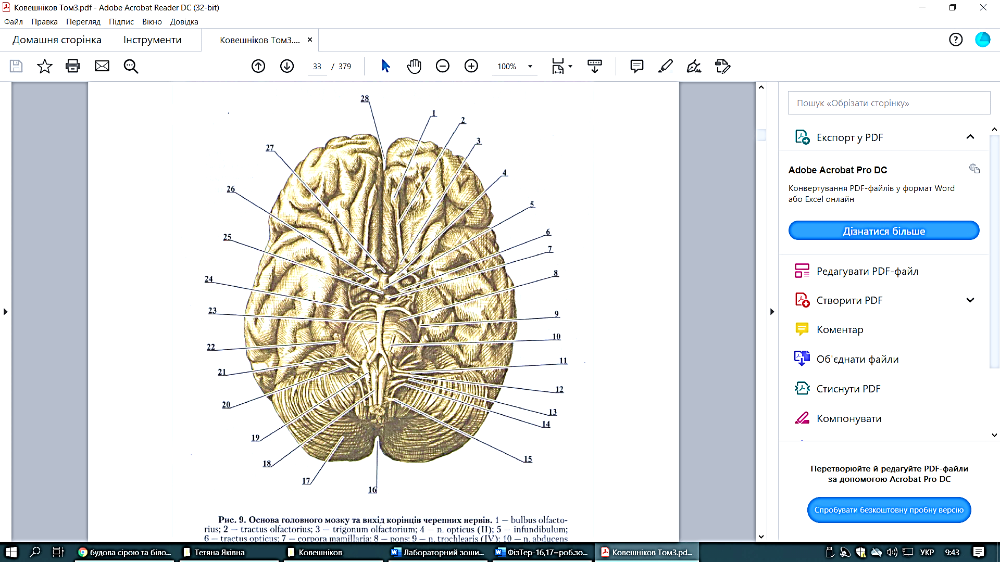 Ковешніков Том3.pdf - Adobe Acrobat Reader DC (32-bit)
Файл Правка Перегляд Підпис Вікно Довідка
Домашня сторінка Інструменти Ковешніков Том3....
33 / 379 100%
28
1
2
3
27
4
26
5
25
6
7
8
24
23
9
22
10
11
21
12
20
13
14
19
15
18
17
16
Рис. 9. Основа головного мозку та вихід корінців черепних нервів. 1 — bulbus olfacto-
rius; 2 — tractus olfactorius; 3 — trigonum olfactorium; 4 — n. opticus (II); 5 — infundibulum;
6 — tractus opticus; 7 — corpora mamillaria; 8 — pons; 9 — n. trochlearis (IV); 10 — n. abducens
Пошук «Обрізати сторінку»
Експорт у PDF
Adobe Acrobat Pro DC
Конвертування PDF-файлів у формат Word
або Excel онлайн
Дізнатися більше
Редагувати PDF-файл
Створити PDF
Коментар
Об'єднати файли
Стиснути PDF
Компонувати
Перетворюйте й редагуйте PDF-файли
за допомогою Acrobat Pro DC
Спробувати безкоштовну пробну версію
будова сірою та біло... Тетяна Яківна Ковешніков Лабораторний зоши... ФізТер-16,17=роб.зо... Ковешніков Том3.pd... УКР 9:43